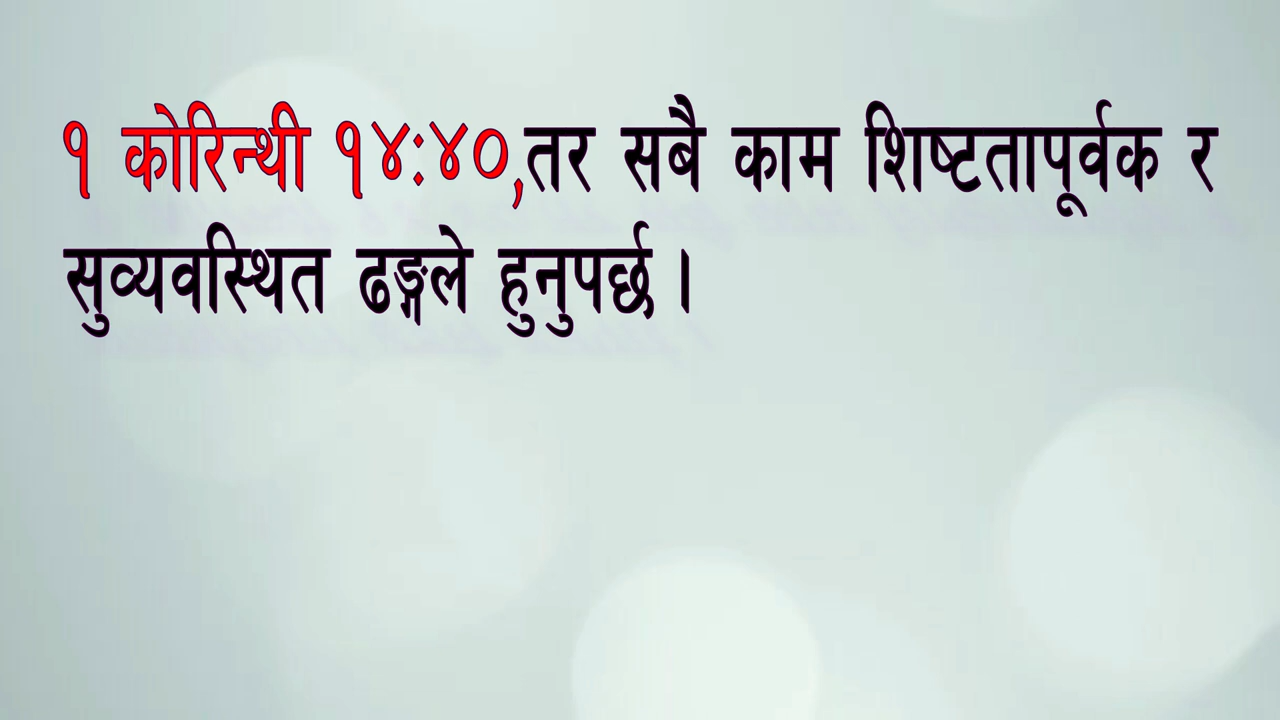 १ कोरिन्थी १४:४०,तर सबै काम शिष्टतापूर्वक र
सुव्यवस्थित ढङ्गले हुनुपर्छ ।